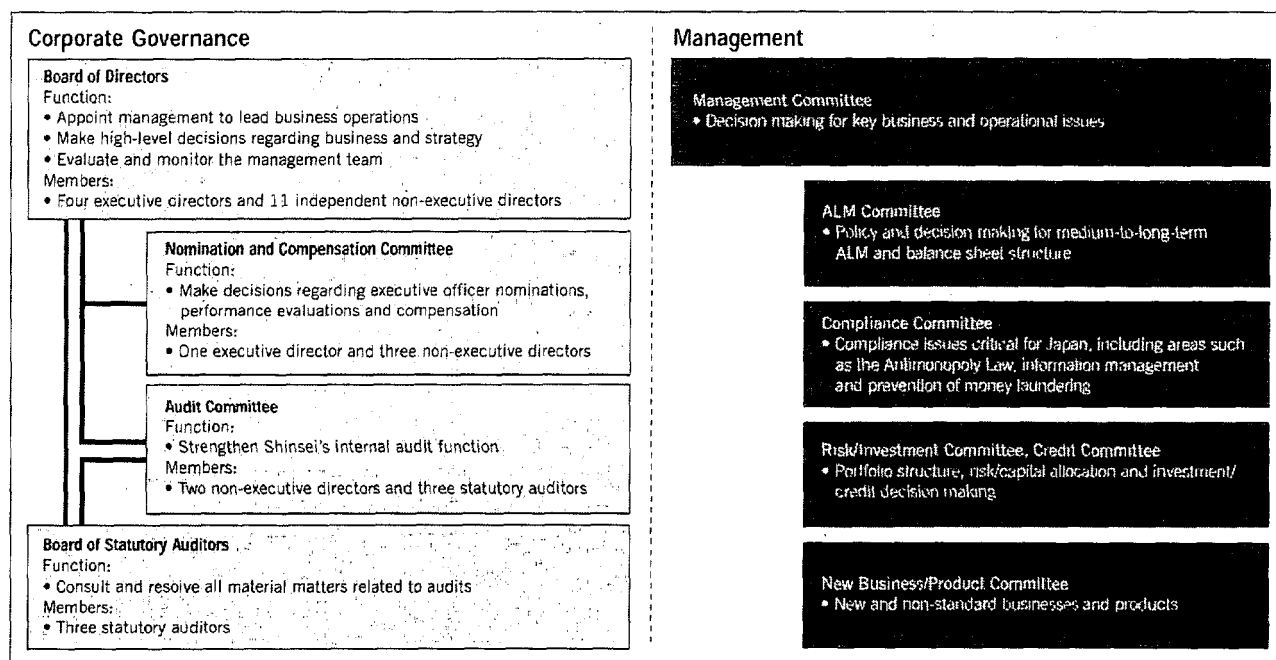 Corporate Governance
Board of Directors
Function:
• Appoint management to lead business operations
• Make high-level decisions regarding business and strategy
• Evaluate and monitor the management team
Members:
• Four executive directors and 11 independent non-executive directors
Nomination and Compensation Committee
Function:
• Make decisions regarding executive officer nominations,
performance evaluations and compensation
Members:
• One executive director and three non-executive directors
Audit Committee
Function:
• Strengthen Shinsei's internal audit function
Members:
• Two non-executive directors and three statutory auditors
Board of Statutory Auditors
Function:
• Consult and resolve all material matters related to audits
Members:
• Three statutory auditors
Management
Management Committee
• Decision making for key business and operational issues
ALM Committee
• Policy and decision making for medium-to-long-term
ALM and balance sheet structure
Compliance Committee
• Compliance issues critical for Japan, including areas such
as the Antimonopoly Law, information management
and prevention of money laundering
Risk/Investment Committee, Credit Committee
• Portfolio structure, risk/capital allocation and investment/
credit decision making
New Business/Product Committee
• New and non-standard businesses and products